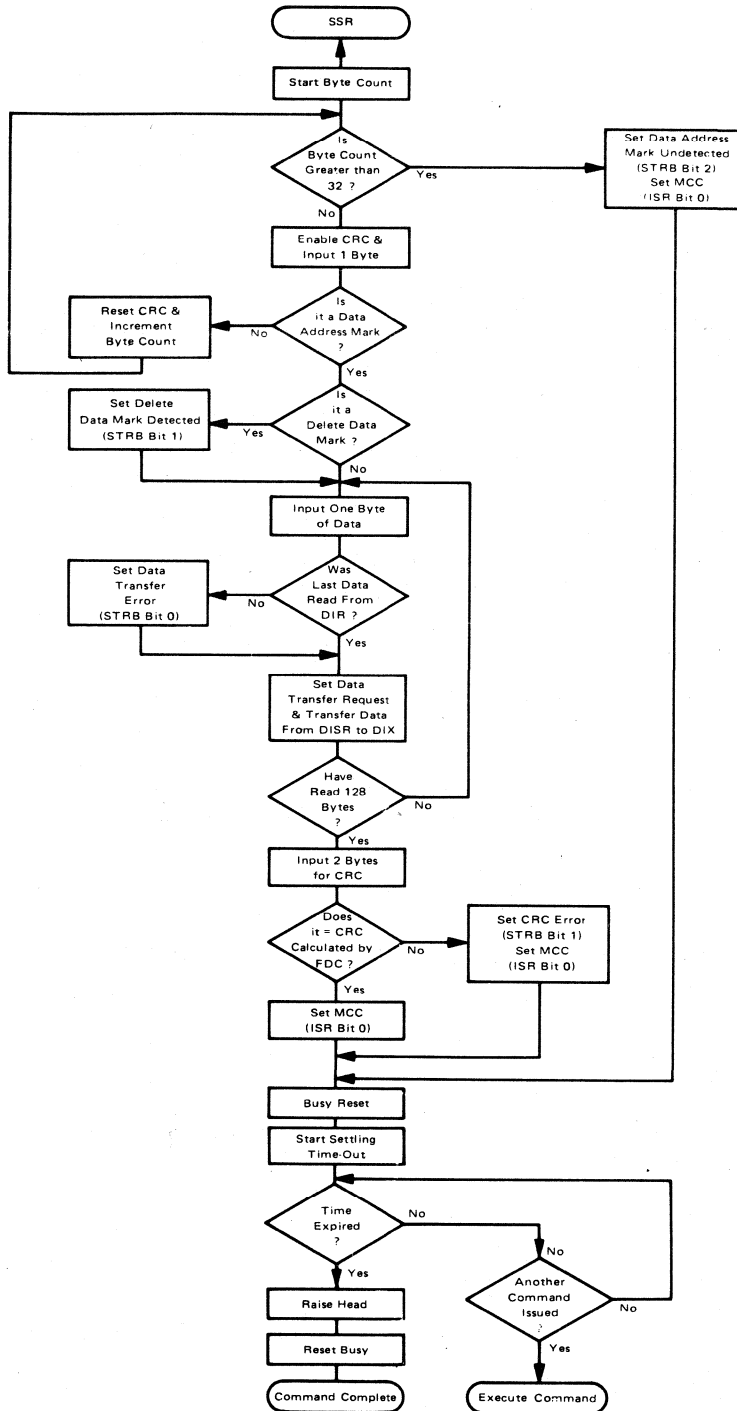 SSR
Start Byte Count
Is
Byte Count
Greater than
32 ?
Yes
No
Set Data Address
Mark Undetected
(STRB Bit 2)
Set MCC
(ISR Bit 0)
Enable CRC &
Input 1 Byte
Is
it a Data
Address Mark
?
No
Yes
Reset CRC &
Increment
Byte Count
Is
it a
Delete Data
Mark ?
Yes
No
Set Delete
Data Mark Detected
(STRB Bit 1)
Input One Byte
of Data
Was
Last Data
Read From
DIR ?
No
Yes
Set Data
Transfer
Error
(STRB Bit 0)
Set Data
Transfer Request
& Transfer Data
From DISR to DIX
Have
Read 128
Bytes
?
No
Yes
Input 2 Bytes
for CRC
Does
it = CRC
Calculated by
FDC ?
No
Yes
Set CRC Error
(STRB Bit 1)
Set MCC
(ISR Bit 0)
Set MCC
(ISR Bit 0)
Busy Reset
Start Settling
Time-Out
Time
Expired
?
No
Yes
No
Another
Command
Issued
?
No
Yes
Raise Head
Reset Busy
Command Complete
Execute Command